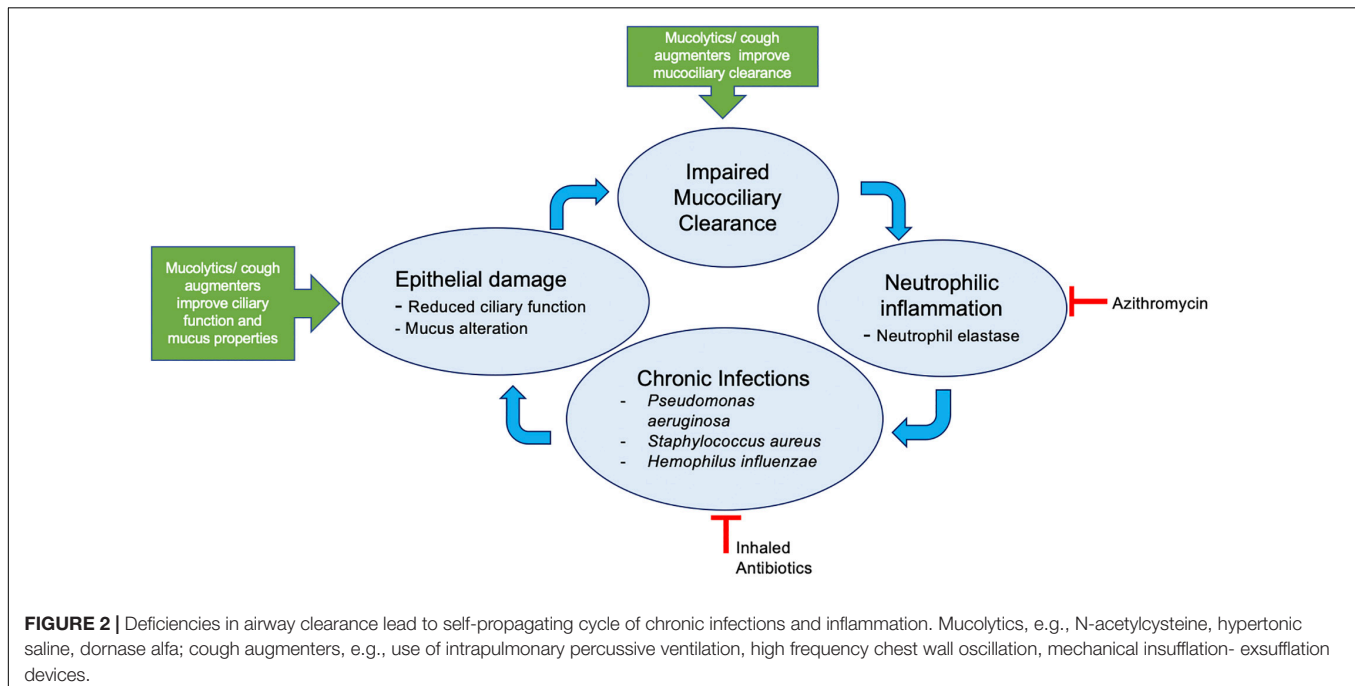 Mucolytics/ cough
augmenters improve
mucociliary clearance
Impaired
Mucociliary
Clearance
Mucolytics/ cough
augmenters
improve ciliary
function and
mucus properties
Epithelial damage
- Reduced ciliary function
- Mucus alteration
Neutrophilic
inflammation
- Neutrophil elastase
Azithromycin
Chronic Infections
- Pseudomonas
aeruginosa
- Staphylococcus aureus
- Hemophilus influenzae
Inhaled
Antibiotics
FIGURE 2 | Deficiencies in airway clearance lead to self-propagating cycle of chronic infections and inflammation. Mucolytics, e.g., N-acetylcysteine, hypertonic
saline, dornase alfa; cough augmenters, e.g., use of intrapulmonary percussive ventilation, high frequency chest wall oscillation, mechanical insufflation- exsufflation
devices.